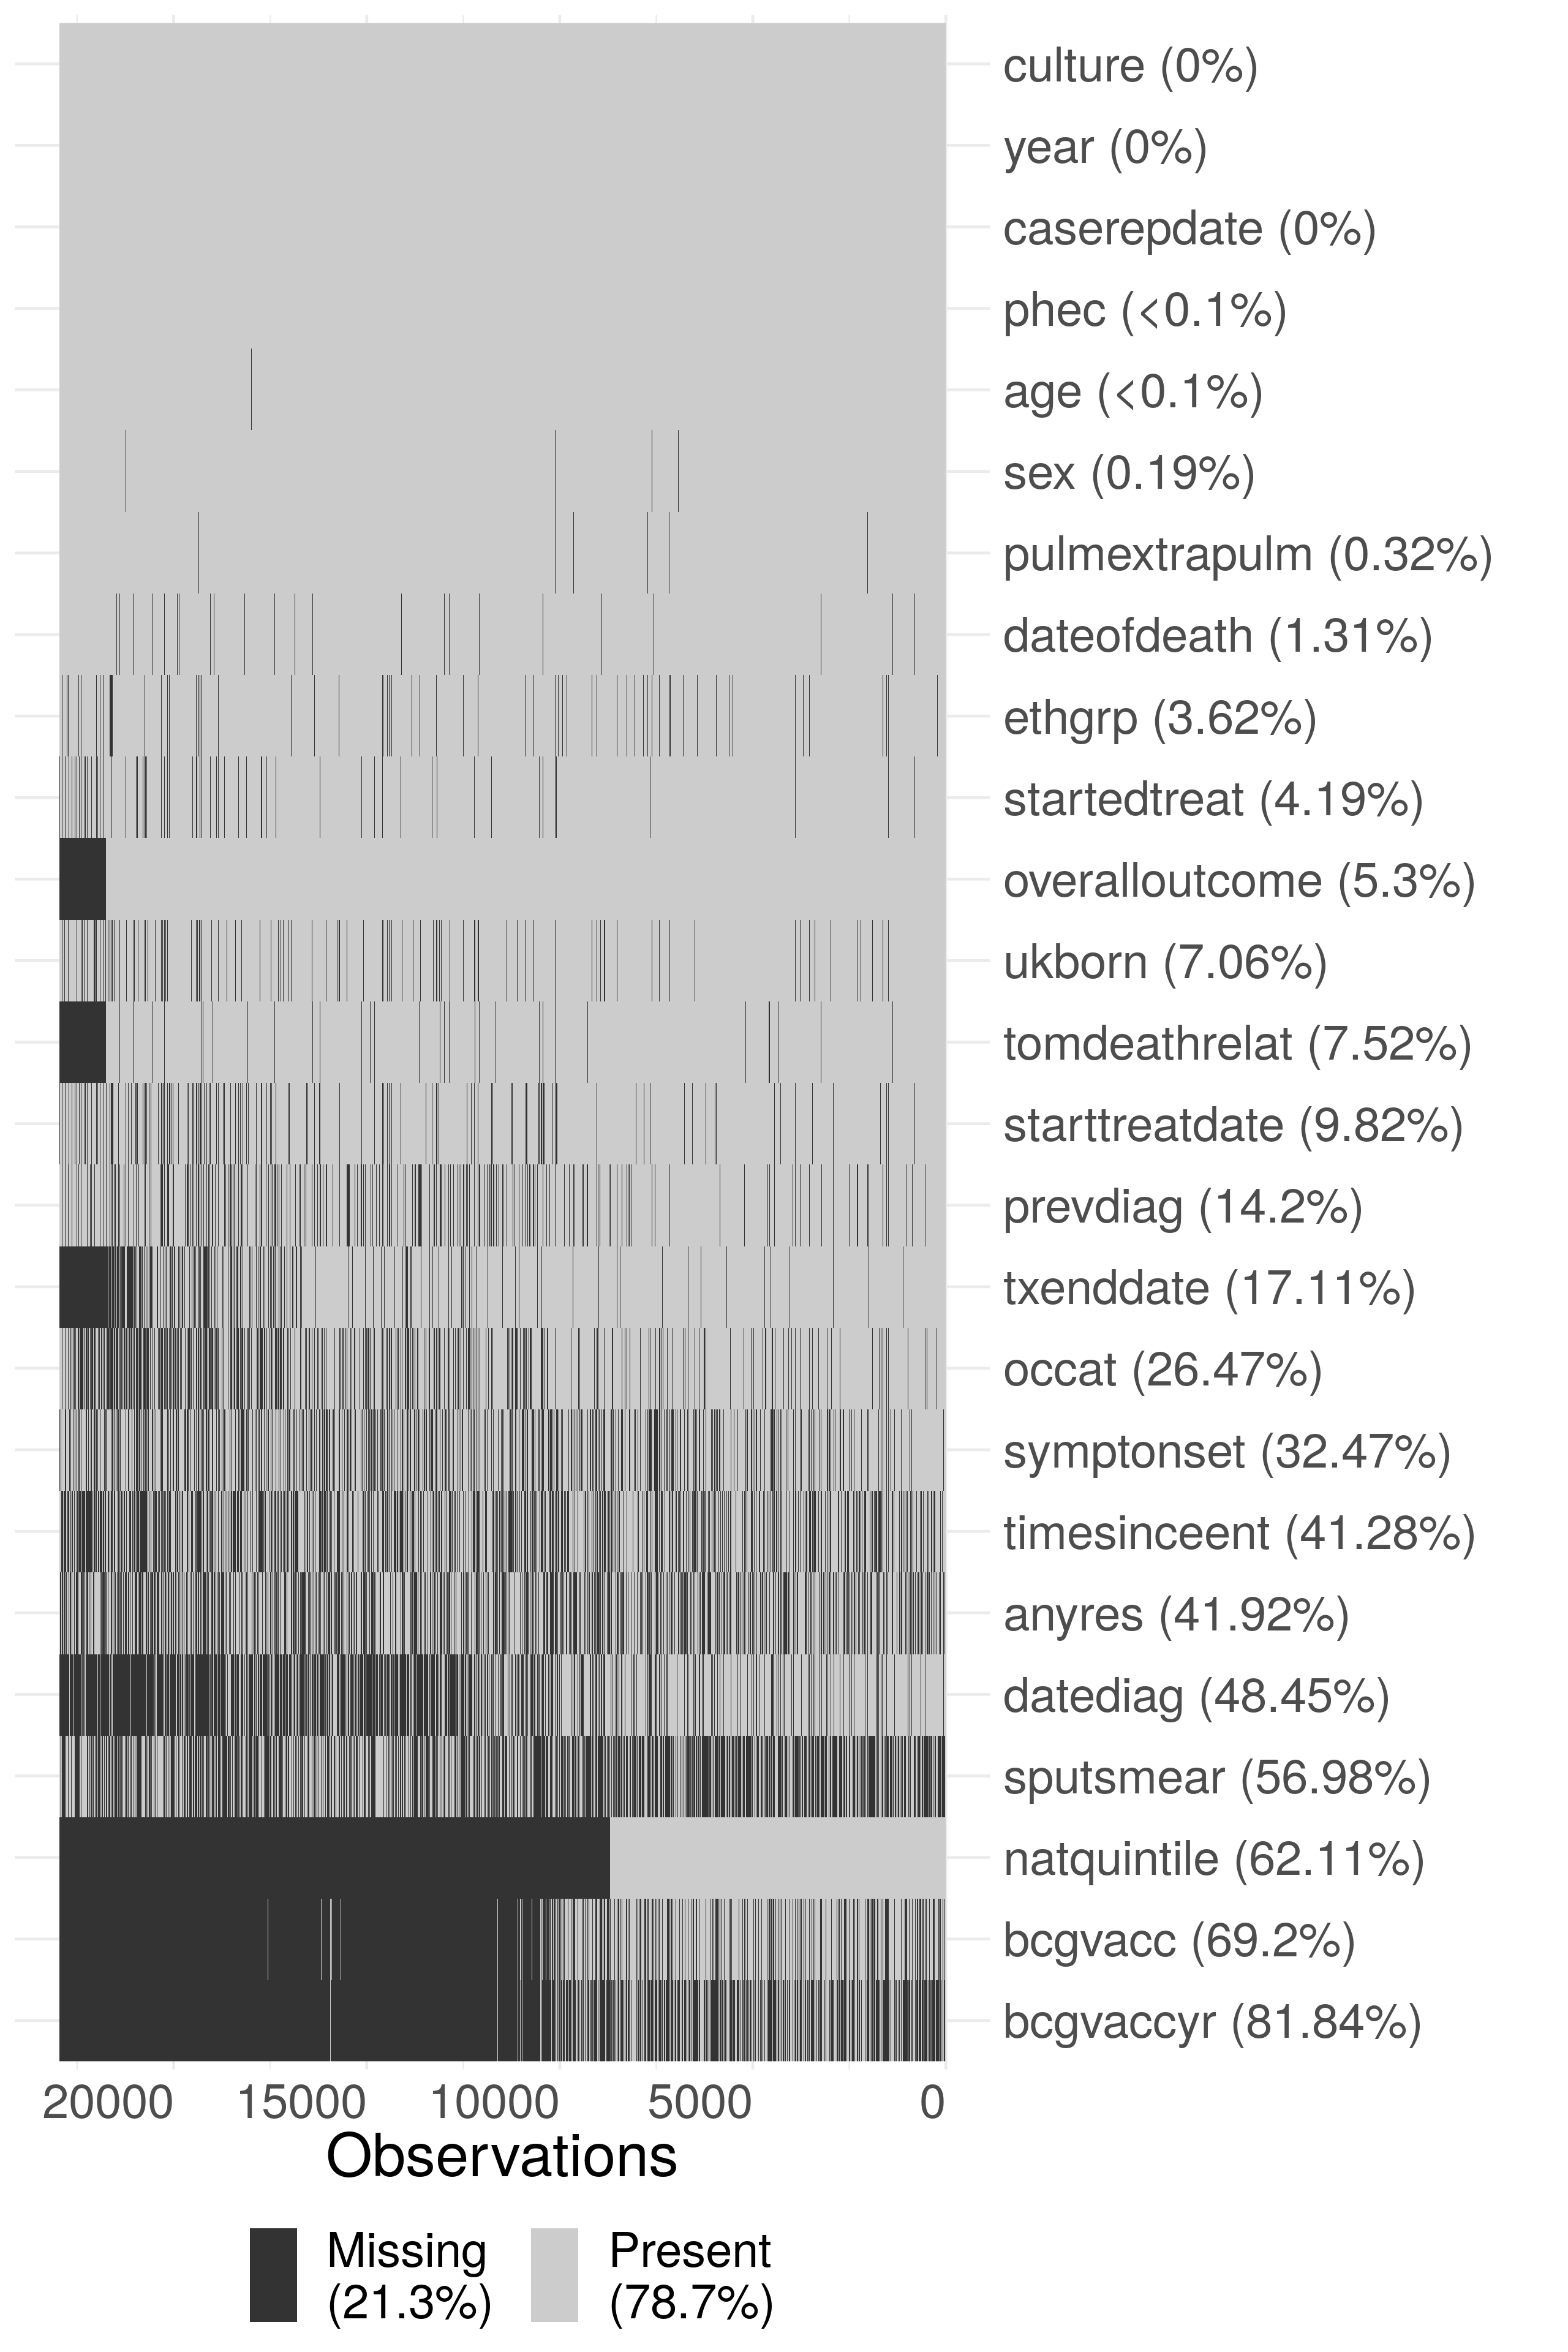 culture (0%)
year (0%)
caserepdate (0%)
phec (<0.1%)
age (<0.1%)
sex (0.19%)
pulmextrapulm (0.32%)
dateofdeath (1.31%)
ethgrp (3.62%)
startedtreat (4.19%)
overalloutcome (5.3%)
ukborn (7.06%)
tomdeathrelat (7.52%)
starttreatdate (9.82%)
prevdiag (14.2%)
txenddate (17.11%)
occat (26.47%)
symptonset (32.47%)
timesinceent (41.28%)
anyres (41.92%)
datediag (48.45%)
sputsmear (56.98%)
natquintile (62.11%)
bcgvacc (69.2%)
bcgvaccyr (81.84%)
20000 15000 10000 5000 0
Observations
Missing
(21.3%)
Present
(78.7%)